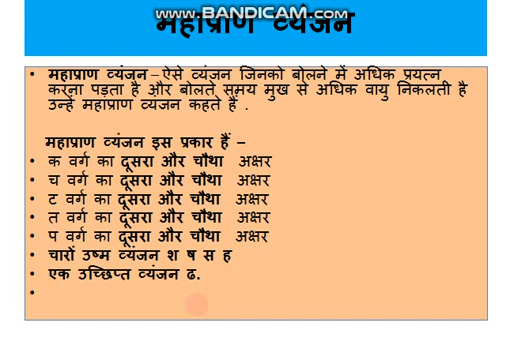 www.BANDICAM.com
महाप्राण व्यंजन
• महाप्राण व्यंजन – ऐसे व्यंजन जिनको बोलने में अधिक प्रयत्न
करना पड़ता है और बोलते समय मुख से अधिक वायु निकलती है
उन्हें महाप्राण व्यंजन कहते हैं .
महाप्राण व्यंजन इस प्रकार हैं –
• क वर्ग का दूसरा और चौथा अक्षर
• च वर्ग का दूसरा और चौथा अक्षर
• ट वर्ग का दूसरा और चौथा अक्षर
• त वर्ग का दूसरा और चौथा अक्षर
• प वर्ग का दूसरा और चौथा अक्षर
• चारों उष्म व्यंजन श ष स ह
• एक उच्छिप्त व्यंजन ढ.
•